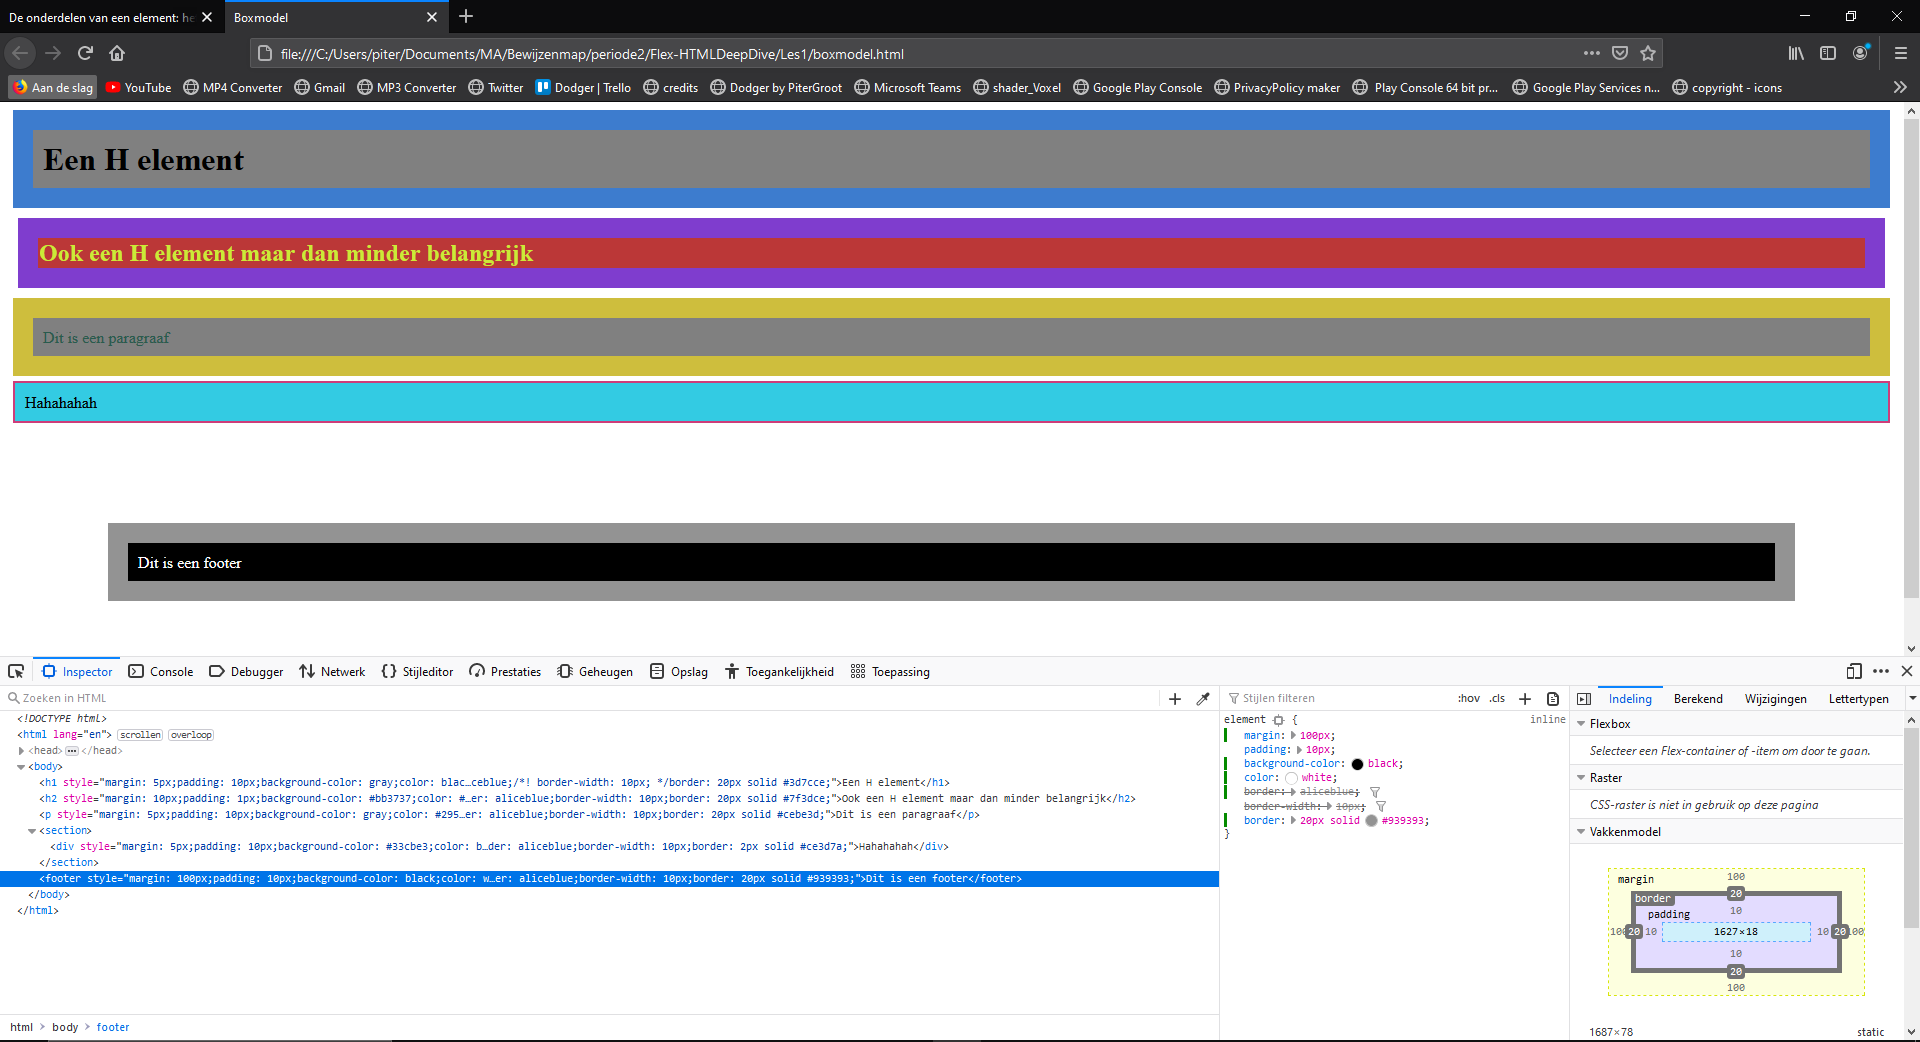 De onderdelen van een element: he
Boxmodel
file:///C:/Users/piter/Documents/MA/Bewijzenmap/periode2/Flex-HTMLDeepDive/Les1/boxmodel.html
Aan de slag YouTube MP4 Converter Gmail MP3 Converter Twitter Dodger | Trello credits Dodger by PiterGroot Microsoft Teams shader_Voxel Google Play Console PrivacyPolicy maker Play Console 64 bit pr... Google Play Services n... copyright - icons
Een H element
Ook een H element maar dan minder belangrijk
Dit is een paragraaf
Hahahahah
Dit is een footer
Inspector Console Debugger Netwerk Stijleditor Prestaties Geheugen Opslag Toegankelijkheid Toepassing
Zoeken in HTML
<!DOCTYPE html>
<html lang="en"> scrollen overloop
<head> ••• </head>
<body>
<h1 style="margin: 5px;padding: 10px;background-color: gray;color: blac…ceblue;/*! border-width: 10px; */border: 20px solid #3d7cce;">Een H element</h1>
<h2 style="margin: 10px;padding: 1px;background-color: #bb3737;color: #…er: aliceblue;border-width: 10px;border: 20px solid #7f3dce;">Ook een H element maar dan minder belangrijk</h2>
<p style="margin: 5px;padding: 10px;background-color: gray;color: #295…er: aliceblue;border-width: 10px;border: 20px solid #cebe3d;">Dit is een paragraaf</p>
<section>
<div style="margin: 5px;padding: 10px;background-color: #33cbe3;color: b…der: aliceblue;border-width: 10px;border: 2px solid #ce3d7a;">Hahahahah</div>
</section>
<footer style="margin: 100px;padding: 10px;background-color: black;color: w…er: aliceblue;border-width: 10px;border: 20px solid #939393;">Dit is een footer</footer>
</body>
</html>
html > body > footer
Stijlen filteren :hov .cls
element { inline
margin: 100px;
padding: 10px;
background-color: black;
color: white;
border: aliceblue;
border-width: 10px;
border: 20px solid #939393;
}
Indeling Berekend Wijzigingen Lettertypen
Flexbox
Selecteer een Flex-container of -item om door te gaan.
Raster
CSS-raster is niet in gebruik op deze pagina
Vakkenmodel
margin 100
border 20
padding 10
100 20 10 1627×18 10 20 100
10
20
100
1687×78 static